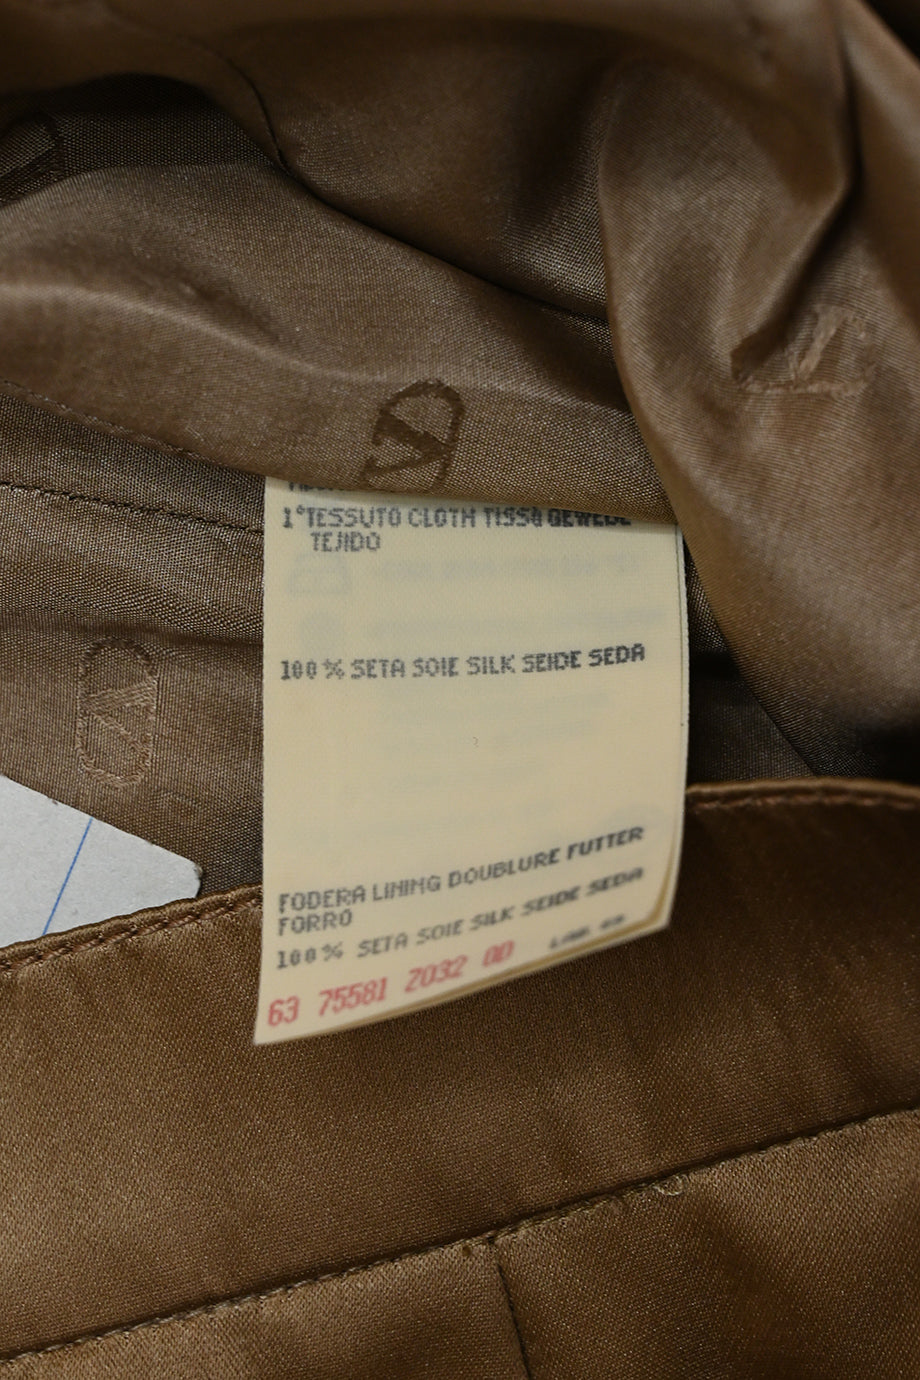 1°TESSUTO CLOTH TISSU GEWEBE
TEJIDO
100% SETA SOIE SILK SEIDE SEDA
FODERA LINING DOUBLURE FUTTER
FORRO
100% SETA SOIE SILK SEIDE SEDA
63 75581 2032 00